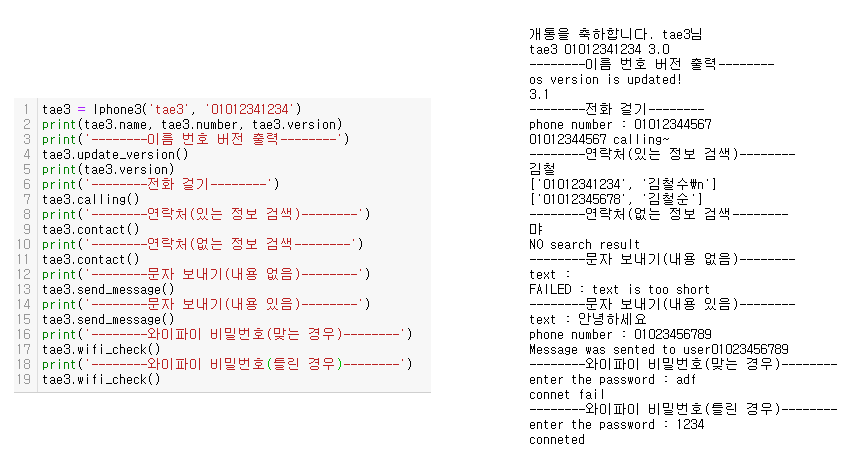 1 tae3 = Iphone3('tae3', '01012341234')
2 print(tae3.name, tae3.number, tae3.version)
3 print('--------이름 번호 버전 출력--------')
4 tae3.update_version()
5 print(tae3.version)
6 print('--------전화 걸기--------')
7 tae3.calling()
8 print('--------연락처(있는 정보 검색)--------')
9 tae3.contact()
10 print('--------연락처(없는 정보 검색--------')
11 tae3.contact()
12 print('--------문자 보내기(내용 없음)--------')
13 tae3.send_message()
14 print('--------문자 보내기(내용 있음)--------')
15 tae3.send_message()
16 print('--------와이파이 비밀번호(맞는 경우)--------')
17 tae3.wifi_check()
18 print('--------와이파이 비밀번호(틀린 경우)--------')
19 tae3.wifi_check()
개통을 축하합니다. tae3님
tae3 01012341234 3.0
--------이름 번호 버전 출력--------
os version is updated!
3.1
--------전화 걸기--------
phone number : 01012344567
01012344567 calling~
--------연락처(있는 정보 검색)--------
김철
['01012341234', '김철수₩n']
['01012345678', '김철순']
--------연락처(없는 정보 검색--------
먀
NO search result
--------문자 보내기(내용 없음)--------
text :
FAILED : text is too short
--------문자 보내기(내용 있음)--------
text : 안녕하세요
phone number : 01023456789
Message was sented to user01023456789
--------와이파이 비밀번호(맞는 경우)--------
enter the password : adf
connet fail
--------와이파이 비밀번호(틀린 경우)--------
enter the password : 1234
conneted